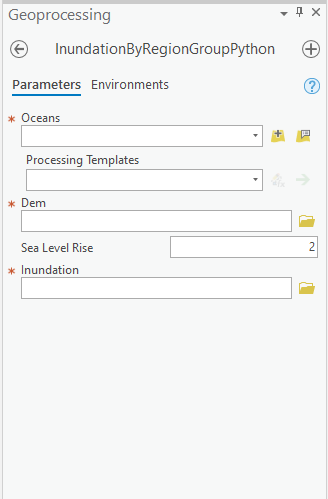 Geoprocessing
InundationByRegionGroupPython
Parameters Environments
* Oceans
Processing Templates
* Dem
Sea Level Rise 2
* Inundation